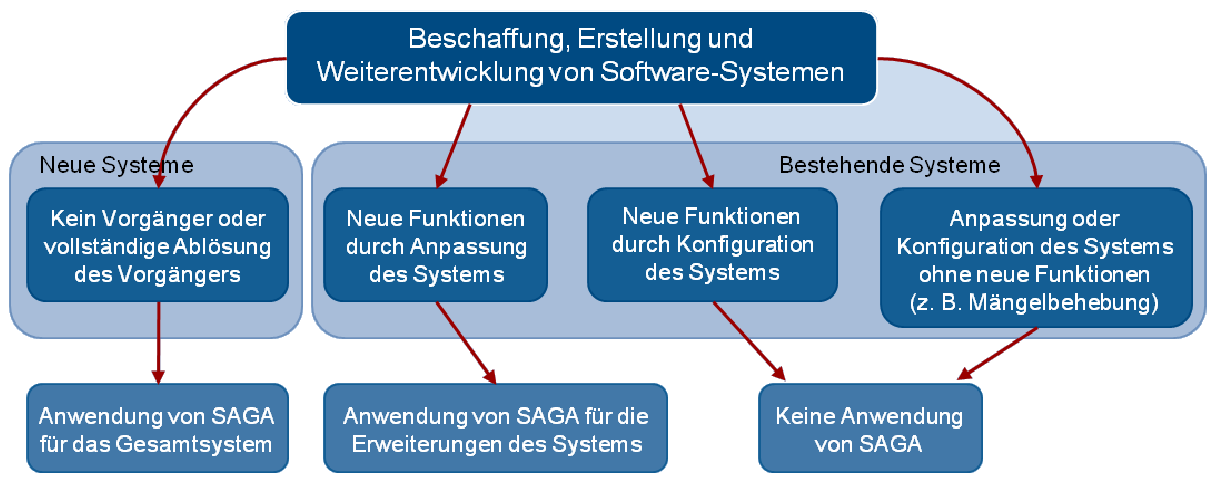 Beschaffung, Erstellung und
Weiterentwicklung von Software-Systemen
Neue Systeme
Bestehende Systeme
Kein Vorgänger oder
vollständige Ablösung
des Vorgängers
Neue Funktionen
durch Anpassung
des Systems
Neue Funktionen
durch Konfiguration
des Systems
Anpassung oder
Konfiguration des Systems
ohne neue Funktionen
(z. B. Mängelbehebung)
Anwendung von SAGA
für das Gesamtsystem
Anwendung von SAGA für die
Erweiterungen des Systems
Keine Anwendung
von SAGA